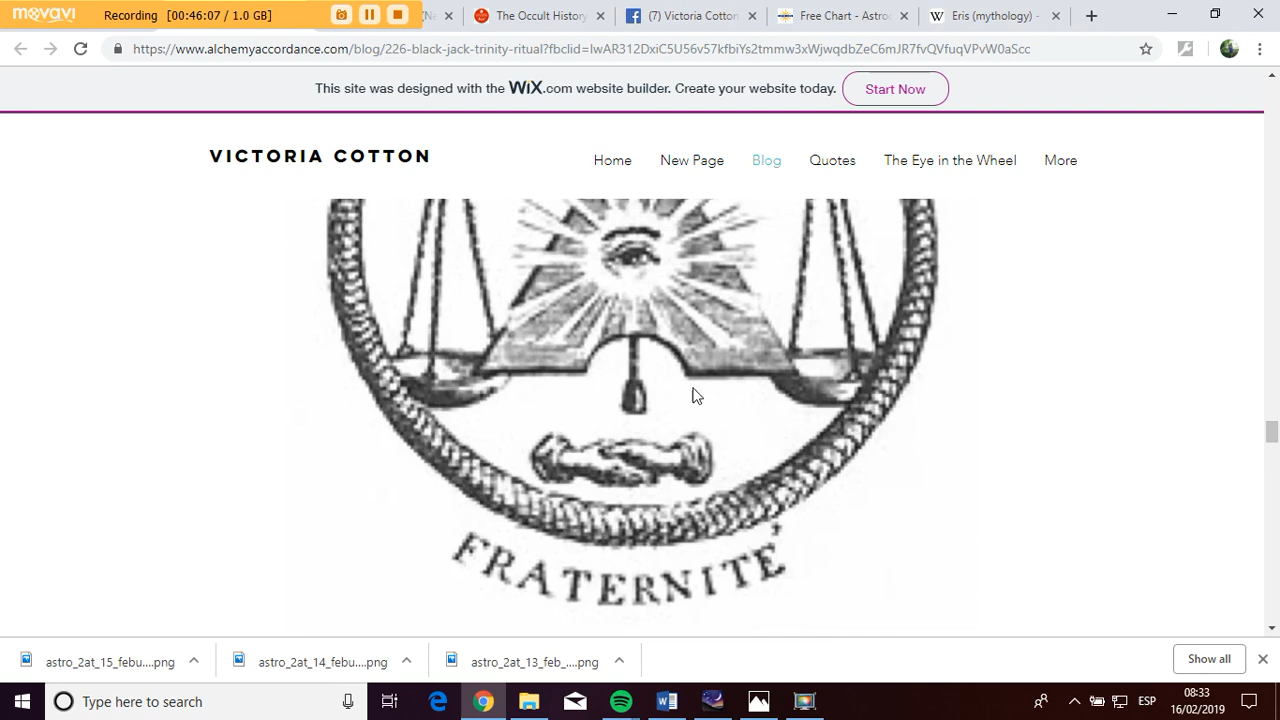 movavi
Recording [00:46:07 / 1.0 GB]
The Occult History
(7) Victoria Cotton
Free Chart - Astro
Eris (mythology) -
https://www.alchemyaccordance.com/blog/226-black-jack-trinity-ritual?fbclid=IwAR312DxiC5U56v57kfbiYs2tmmw3xWjwqdbZeC6mJR7fvQVfuqVPvW0aScc
This site was designed with the WiX.com website builder. Create your website today.
Start Now
VICTORIA COTTON
Home
New Page
Blog
Quotes
The Eye in the Wheel
More
FRATERNITÉ
astro_2at_15_febu....png
astro_2at_14_febu....png
astro_2at_13_feb_....png
Show all
Type here to search
ESP
08:33
16/02/2019